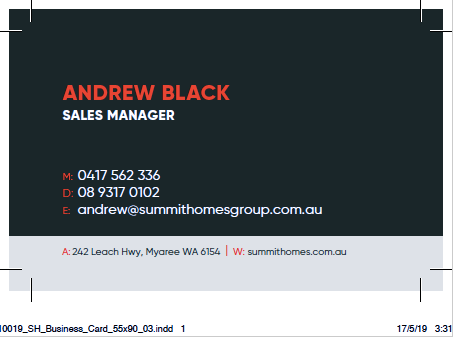 ANDREW BLACK
SALES MANAGER
M: 0417 562 336
D: 08 9317 0102
E: andrew@summithomesgroup.com.au
A: 242 Leach Hwy, Myaree WA 6154 | W: summithomes.com.au
10019_SH_Business_Card_55x90_03.indd 1 17/5/19 3:31